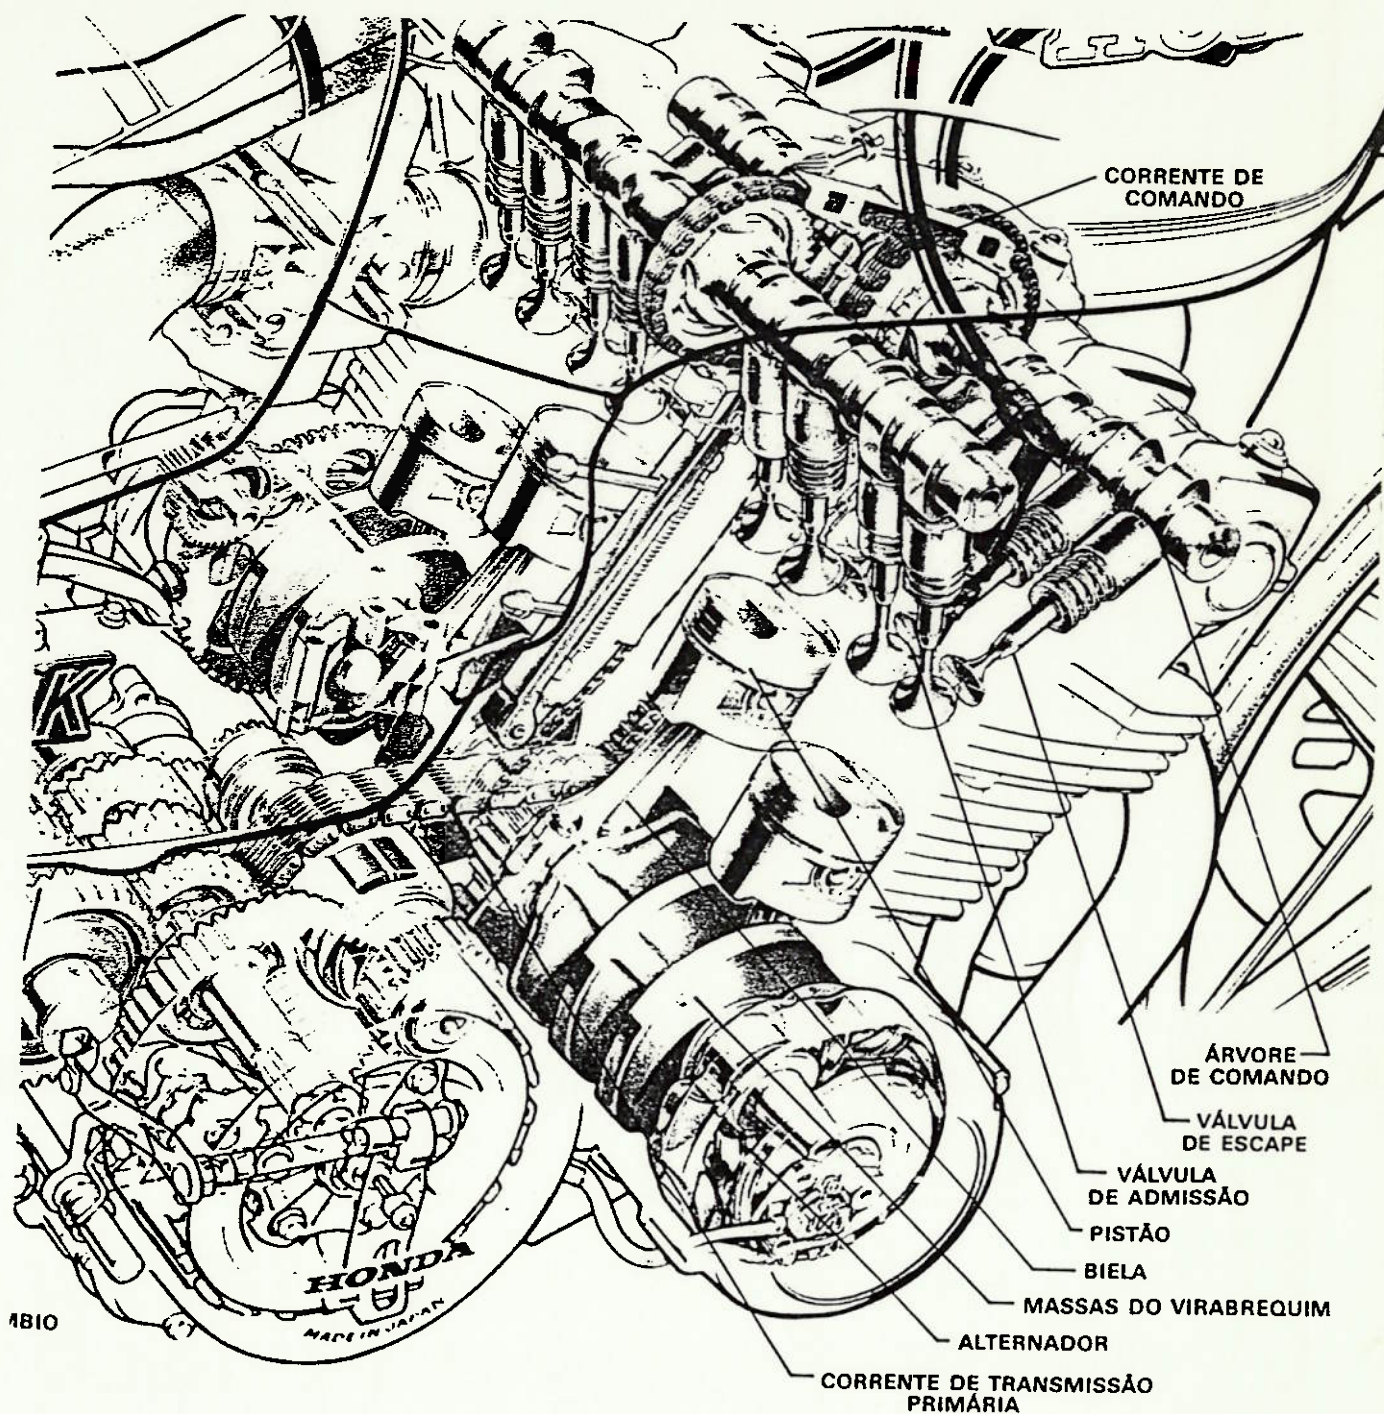 CORRENTE DE
COMANDO
K
ÁRVORE
DE COMANDO
VÁLVULA
DE ESCAPE
VÁLVULA
DE ADMISSÃO
PISTÃO
BIELA
MASSAS DO VIRABREQUIM
ALTERNADOR
CORRENTE DE TRANSMISSÃO
PRIMÁRIA
HONDA
MADE IN JAPAN
MBIO